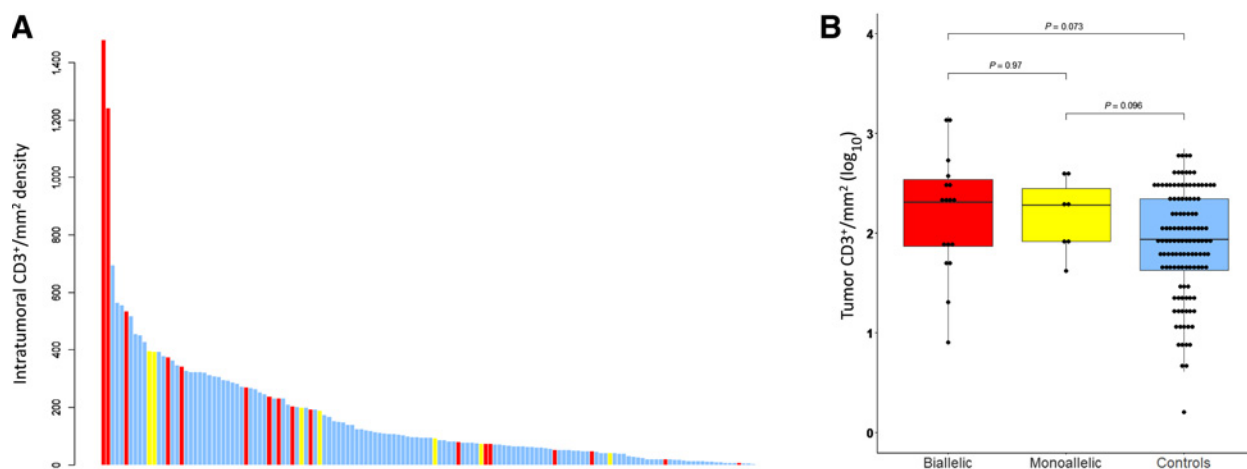 A
Intratumoral CD3⁺/mm² density
1,400
1,200
1,000
800
600
400
200
0
B
Tumor CD3⁺/mm² (log₁₀)
4
3
2
1
0
P = 0.073
P = 0.97
P = 0.096
Biallelic Monoallelic Controls